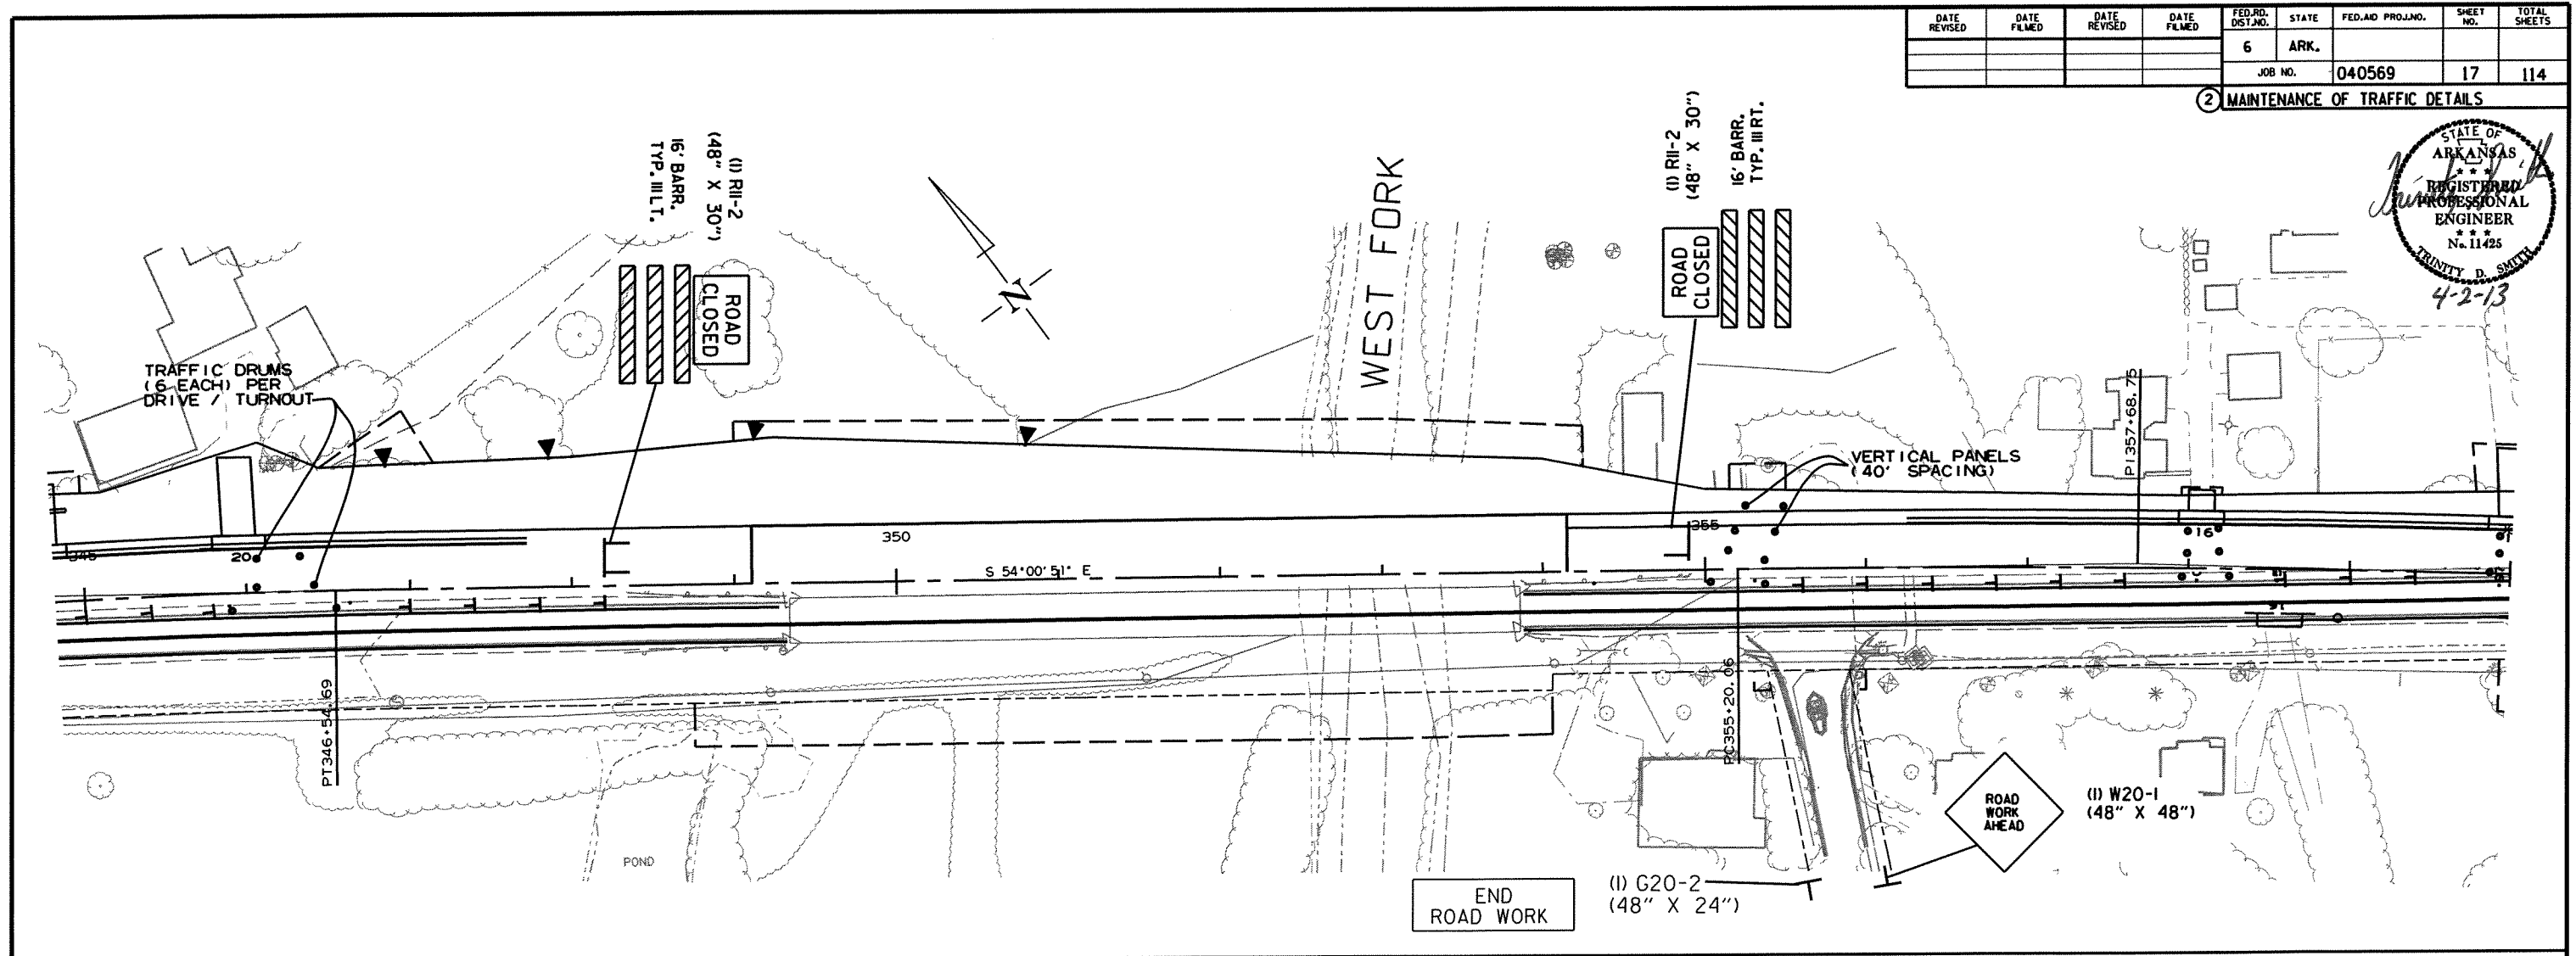 DATE REVISED
DATE FILMED
DATE REVISED
DATE FILMED
FED.RD. DIST.NO.
STATE
FED.AID PROJ.NO.
SHEET NO.
TOTAL SHEETS
6
ARK.
JOB NO.
040569
17
114
2
MAINTENANCE OF TRAFFIC DETAILS
STATE OF
ARKANSAS
REGISTERED
PROFESSIONAL
ENGINEER
No. 11425
TRINITY D. SMITH
Trinity Smith
4-2-13
(1) R11-2
(48" X 30")
16' BARR.
TYP. III LT.
ROAD
CLOSED
N
WEST FORK
(1) R11-2
(48" X 30")
16' BARR.
TYP. III RT.
ROAD
CLOSED
TRAFFIC DRUMS
(6 EACH) PER
DRIVE / TURNOUT
VERTICAL PANELS
(40' SPACING)
PI357+68.75
345
20
350
355
16
S 54°00'51" E
PT346+54.69
PC355+20.06
POND
ROAD
WORK
AHEAD
(1) W20-1
(48" X 48")
END
ROAD WORK
(1) G20-2
(48" X 24")